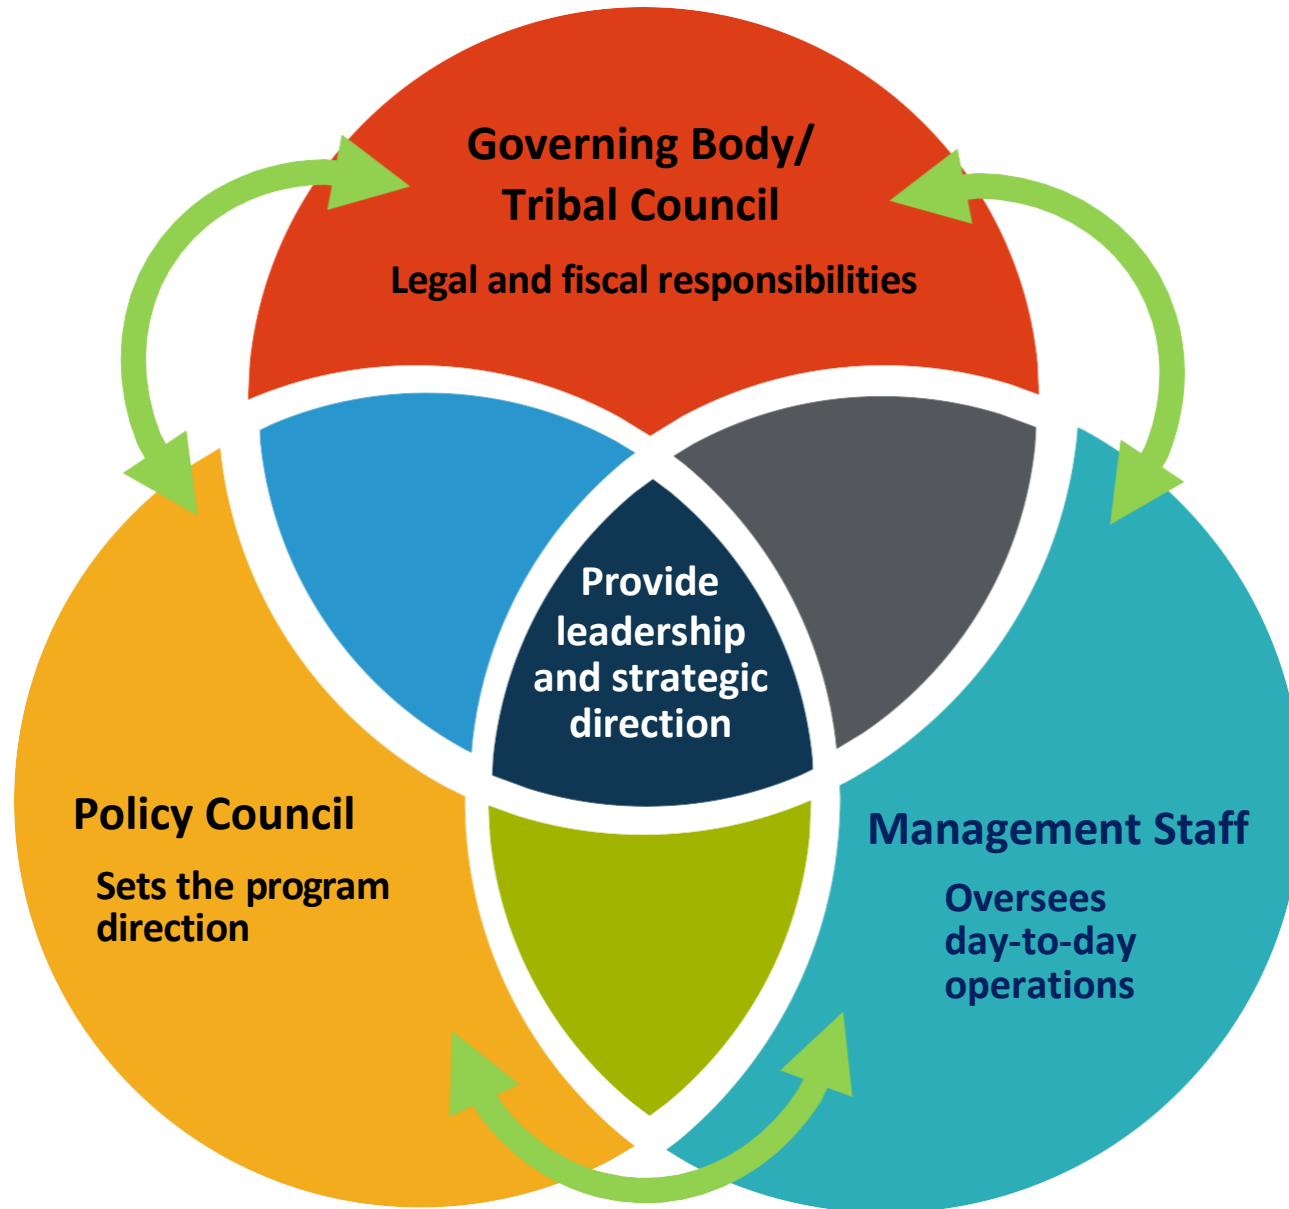 Governing Body/
Tribal Council
Legal and fiscal responsibilities
Provide
leadership
and strategic
direction
Policy Council
Sets the program
direction
Management Staff
Oversees
day-to-day
operations